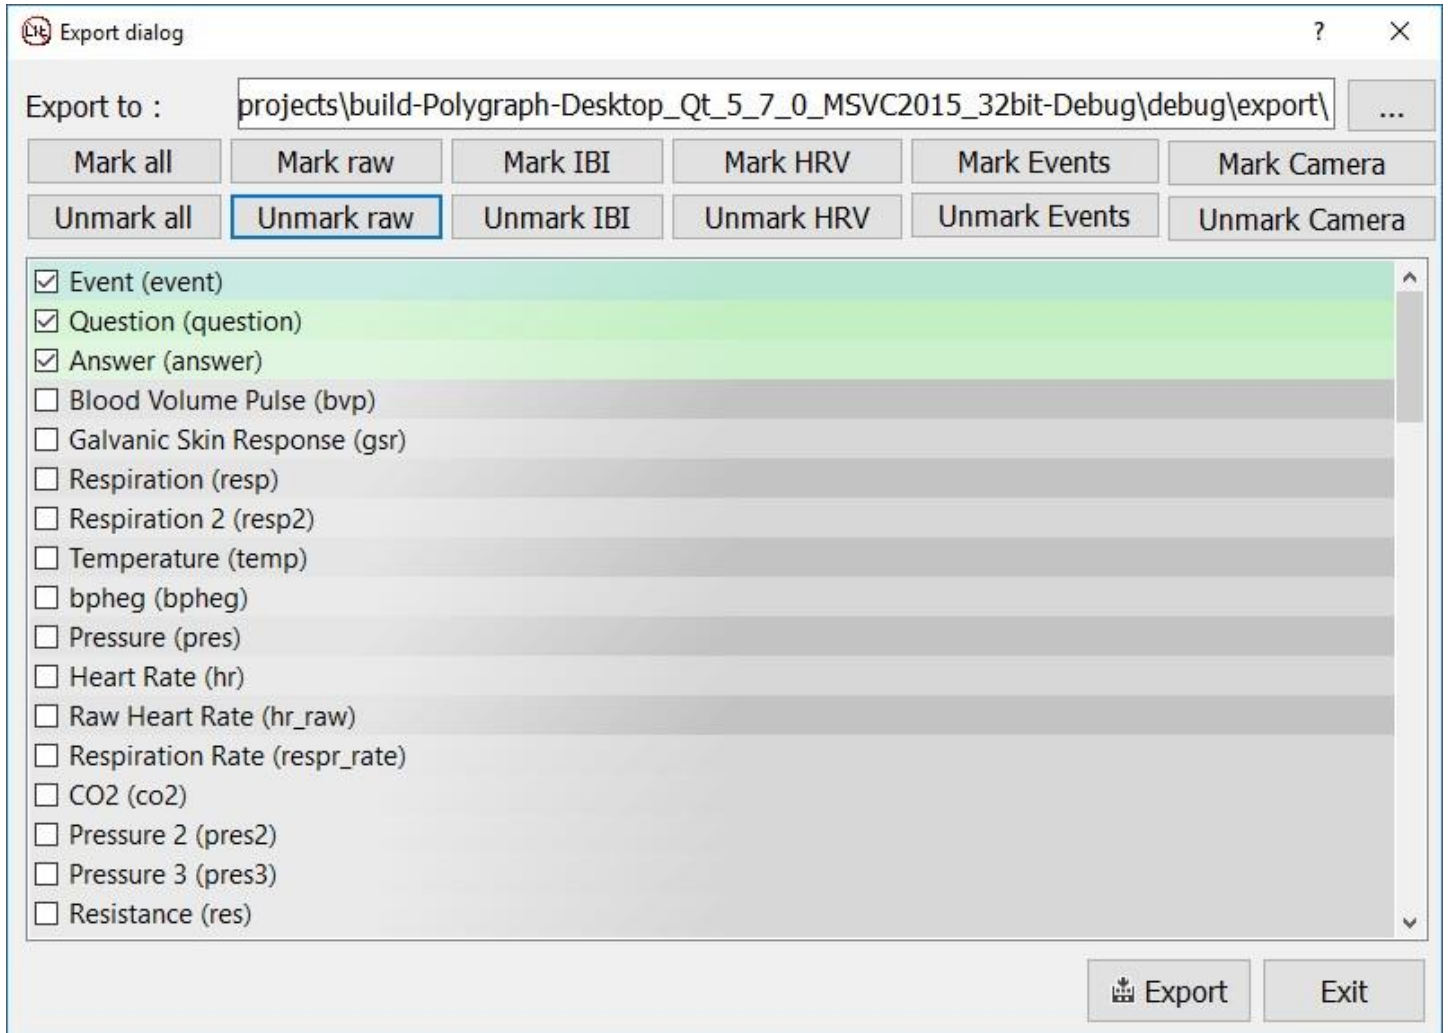 Export dialog ?
Export to : projects\build-Polygraph-Desktop_Qt_5_7_0_MSVC2015_32bit-Debug\debug\export\ ...
Mark all Mark raw Mark IBI Mark HRV Mark Events Mark Camera
Unmark all Unmark raw Unmark IBI Unmark HRV Unmark Events Unmark Camera
Event (event)
Question (question)
Answer (answer)
Blood Volume Pulse (bvp)
Galvanic Skin Response (gsr)
Respiration (resp)
Respiration 2 (resp2)
Temperature (temp)
bpheg (bpheg)
Pressure (pres)
Heart Rate (hr)
Raw Heart Rate (hr_raw)
Respiration Rate (respr_rate)
CO2 (co2)
Pressure 2 (pres2)
Pressure 3 (pres3)
Resistance (res)
Export Exit